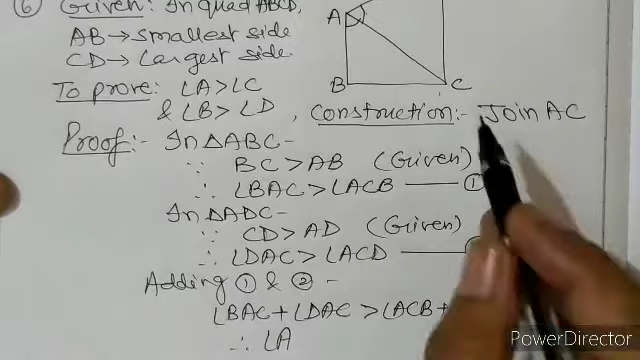 ⑥ Given: In quad ABCD,
AB→smallest side
CD→Largest side
A
B
C
To prove: ∠A>∠C
& ∠B>∠D, Construction:- Join AC
Proof:- In △ABC-
∵ BC>AB (Given)
∴ ∠BAC>∠ACB — ①
In △ADC-
∵ CD>AD (Given)
∴ ∠DAC>∠ACD —
Adding ① & ② -
∠BAC+∠DAC >∠ACB+
∴ ∠A
PowerDirector